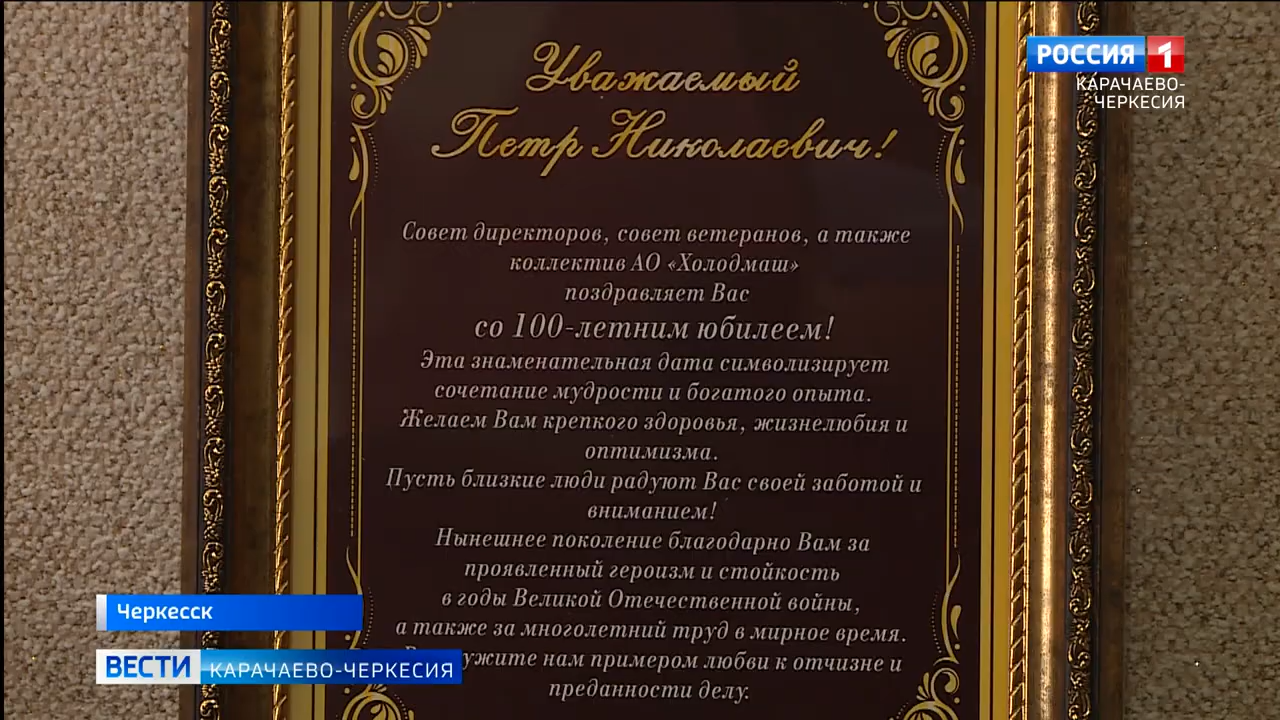 Уважаемый
Петр Николаевич!
Совет директоров, совет ветеранов, а также
коллектив АО «Холодмаш»
поздравляет Вас
со 100-летним юбилеем!
Эта знаменательная дата символизирует
сочетание мудрости и богатого опыта.
Желаем Вам крепкого здоровья, жизнелюбия и
оптимизма.
Пусть близкие люди радуют Вас своей заботой и
вниманием!
Нынешнее поколение благодарно Вам за
проявленный героизм и стойкость
в годы Великой Отечественной войны,
а также за многолетний труд в мирное время.
нам примером любви к отчизне и
преданности делу.
РОССИЯ 1
КАРАЧАЕВО-
ЧЕРКЕСИЯ
Черкесск
ВЕСТИ КАРАЧАЕВО-ЧЕРКЕСИЯ